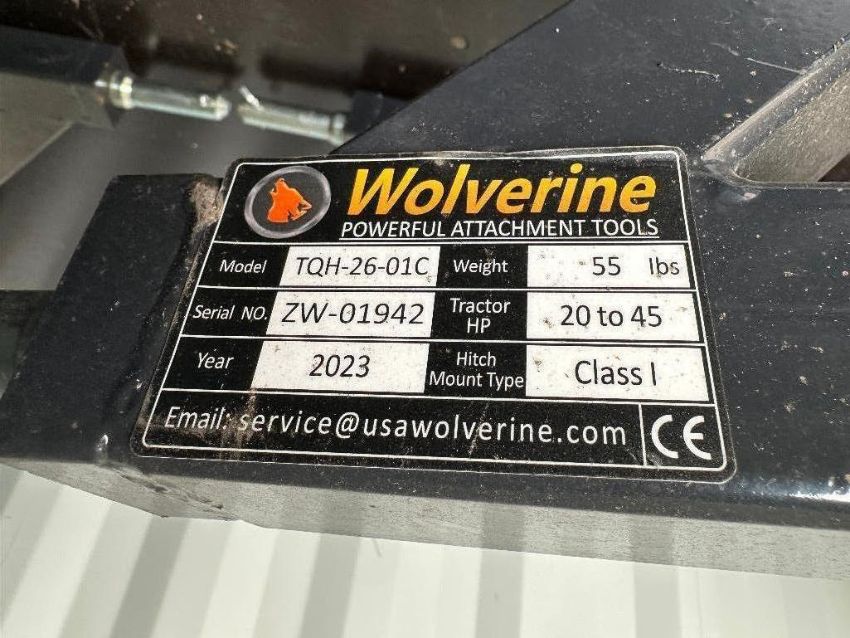 Wolverine
POWERFUL ATTACHMENT TOOLS
Model TQH-26-01C Weight 55 lbs
Serial NO. ZW-01942 Tractor HP 20 to 45
Year 2023 Hitch Mount Type Class I
Email: service@usawolverine.com CE